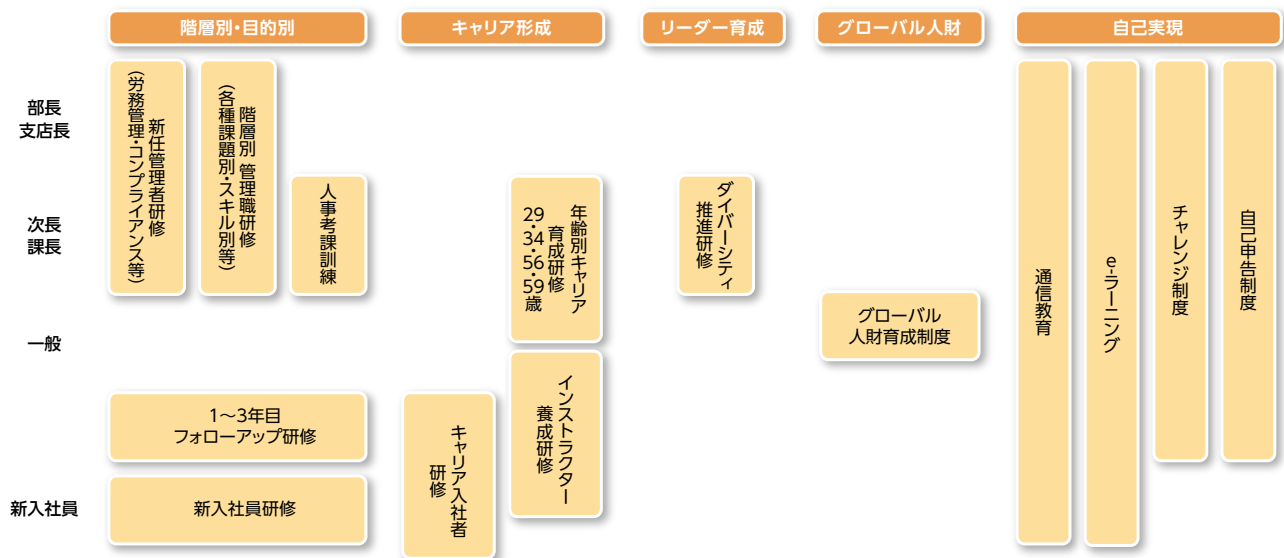 階層別・目的別
キャリア形成
リーダー育成
グローバル人財
自己実現
部長
支店長
次長
課長
一般
新入社員
新任管理者研修
(労務管理・コンプライアンス等)
階層別 管理職研修
(各種課題別・スキル別等)
人事考課訓練
1～3年目
フォローアップ研修
新入社員研修
年齢別キャリア
育成研修
29・34・56・59歳
インストラクター
養成研修
キャリア入社者
研修
ダイバーシティ
推進研修
グローバル
人財育成制度
通信教育
e-ラーニング
チャレンジ制度
自己申告制度